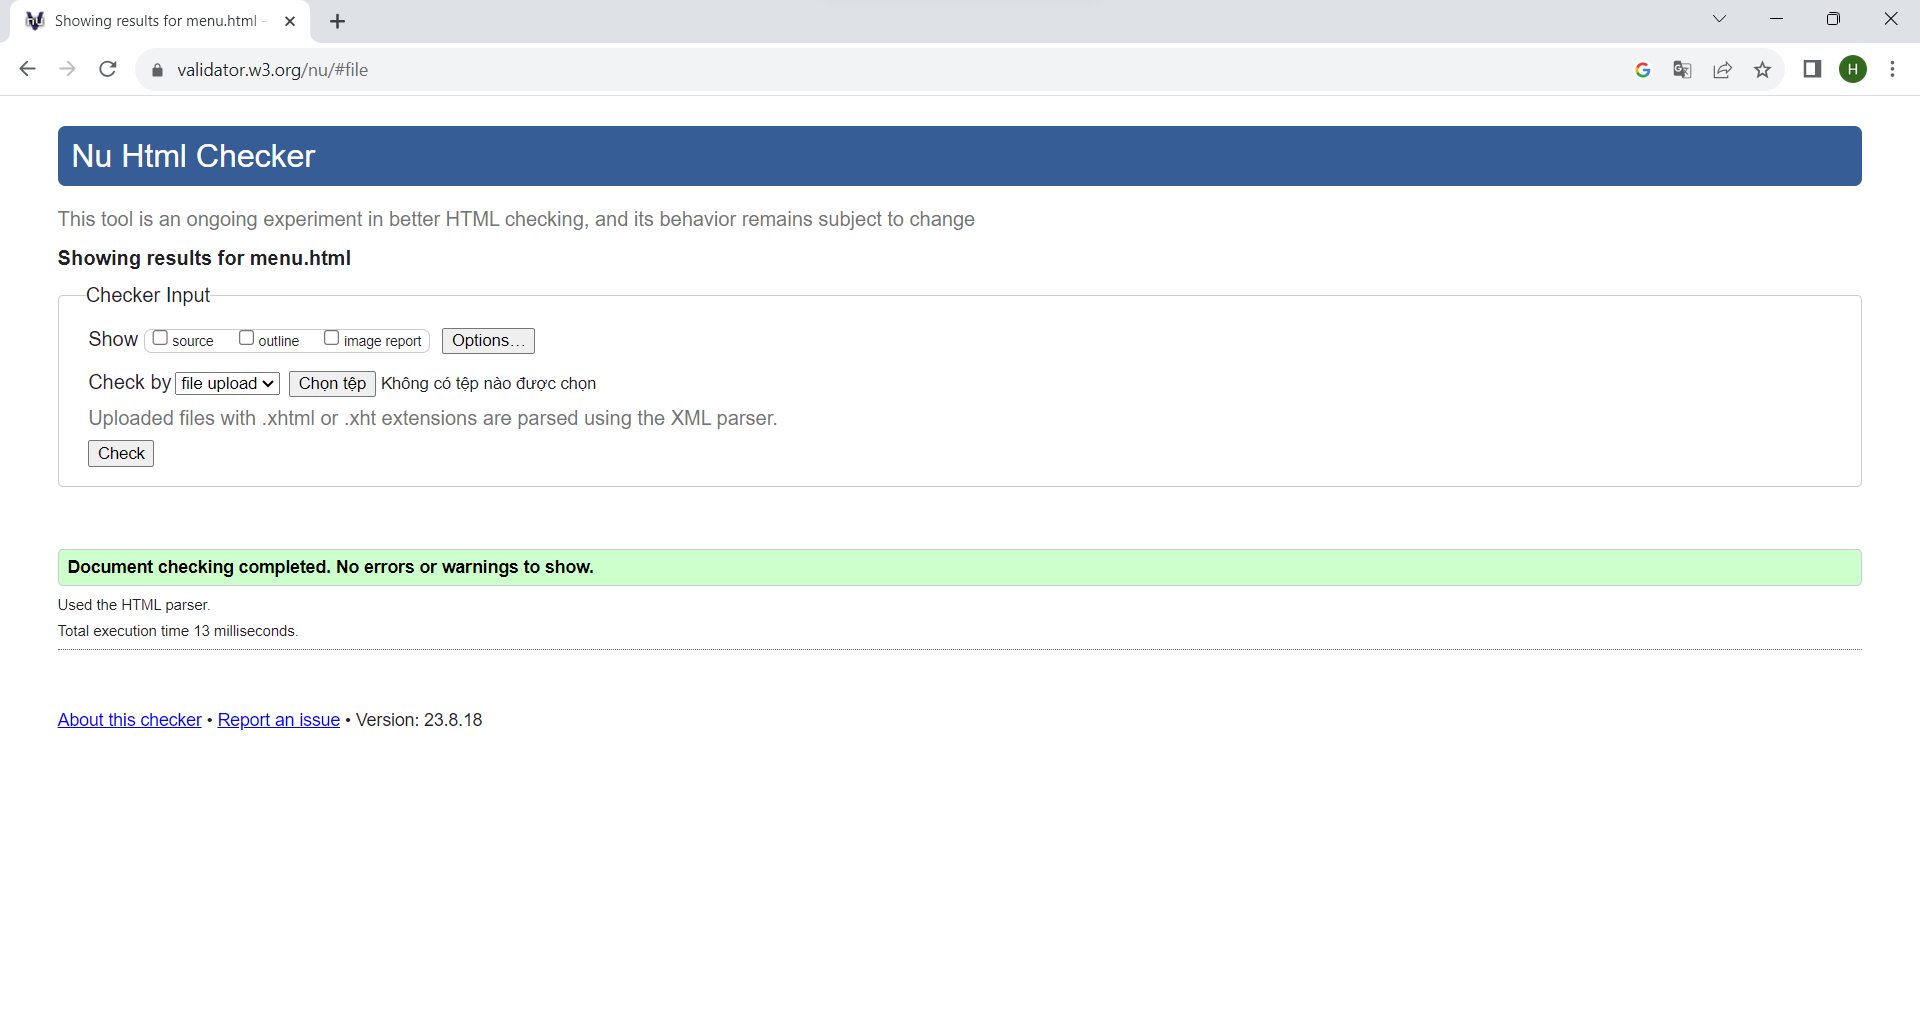 Showing results for menu.html -
validator.w3.org/nu/#file
H
Nu Html Checker
This tool is an ongoing experiment in better HTML checking, and its behavior remains subject to change
Showing results for menu.html
Checker Input
Show source outline image report Options...
Check by file upload Chọn tệp Không có tệp nào được chọn
Uploaded files with .xhtml or .xht extensions are parsed using the XML parser.
Check
Document checking completed. No errors or warnings to show.
Used the HTML parser.
Total execution time 13 milliseconds.
About this checker • Report an issue • Version: 23.8.18